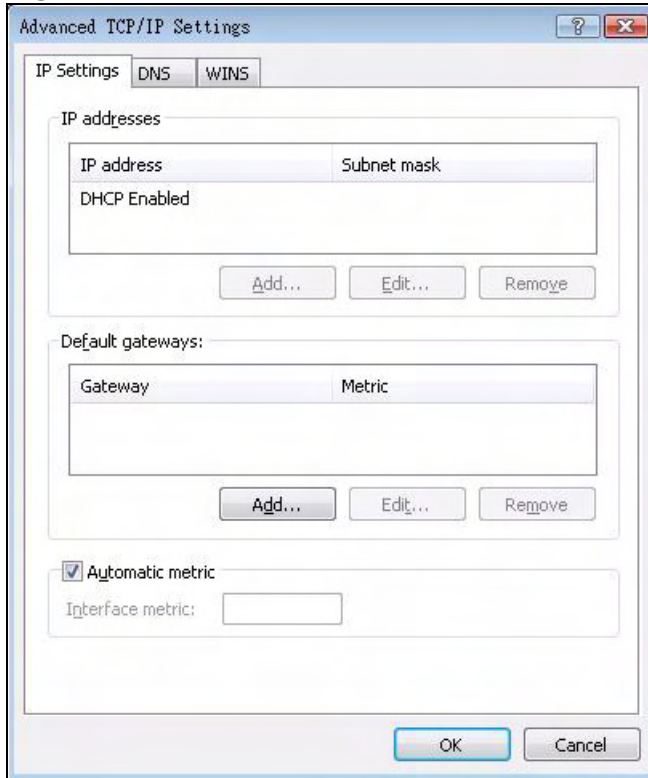 Advanced TCP/IP Settings
IP Settings DNS WINS
IP addresses
IP address Subnet mask
DHCP Enabled
Add... Edit... Remove
Default gateways:
Gateway Metric
Add... Edit... Remove
Automatic metric
Interface metric:
OK Cancel